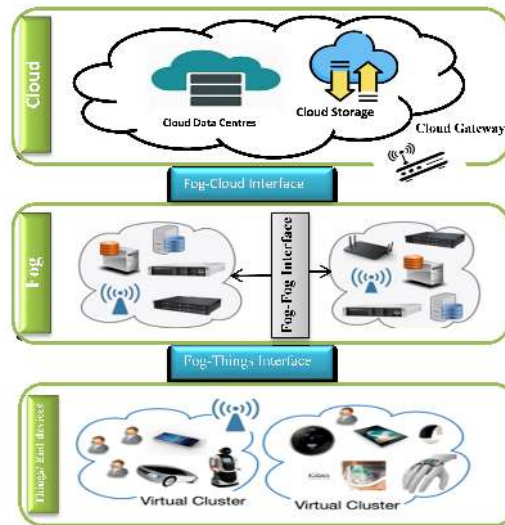 Cloud
Cloud Data Centres
Cloud Storage
Cloud Gateway
Fog-Cloud Interface
Fog
Fog-Fog Interface
Fog-Things Interface
Things/ End devices
Virtual Cluster
Virtual Cluster